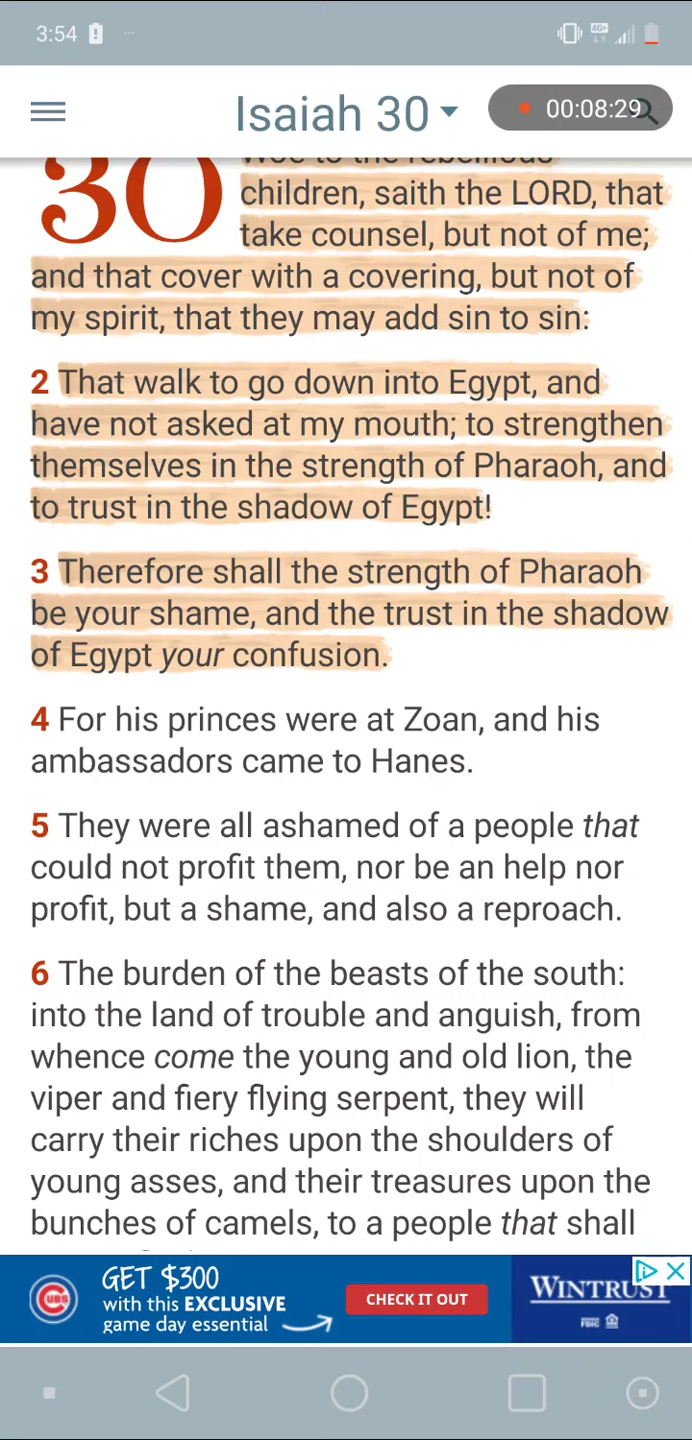 3:54
4G+
Isaiah 30
00:08:29
30
Woe to the rebellious
children, saith the LORD, that
take counsel, but not of me;
and that cover with a covering, but not of
my spirit, that they may add sin to sin:
2 That walk to go down into Egypt, and
have not asked at my mouth; to strengthen
themselves in the strength of Pharaoh, and
to trust in the shadow of Egypt!
3 Therefore shall the strength of Pharaoh
be your shame, and the trust in the shadow
of Egypt your confusion.
4 For his princes were at Zoan, and his
ambassadors came to Hanes.
5 They were all ashamed of a people that
could not profit them, nor be an help nor
profit, but a shame, and also a reproach.
6 The burden of the beasts of the south:
into the land of trouble and anguish, from
whence come the young and old lion, the
viper and fiery flying serpent, they will
carry their riches upon the shoulders of
young asses, and their treasures upon the
bunches of camels, to a people that shall
CUBS
GET $300
with this EXCLUSIVE
game day essential
CHECK IT OUT
WINTRUST
FDIC